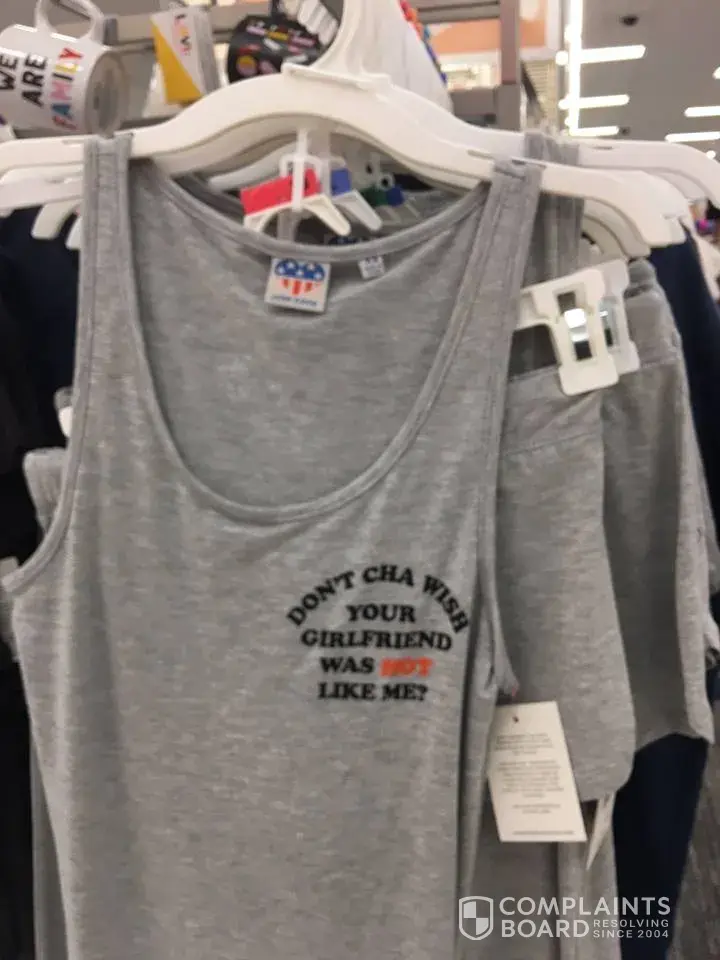 WE
ARE
FAMILY
DON'T CHA WISH
YOUR
GIRLFRIEND
WAS HOT
LIKE ME?
COMPLAINTS
BOARD
RESOLVING
SINCE 2004